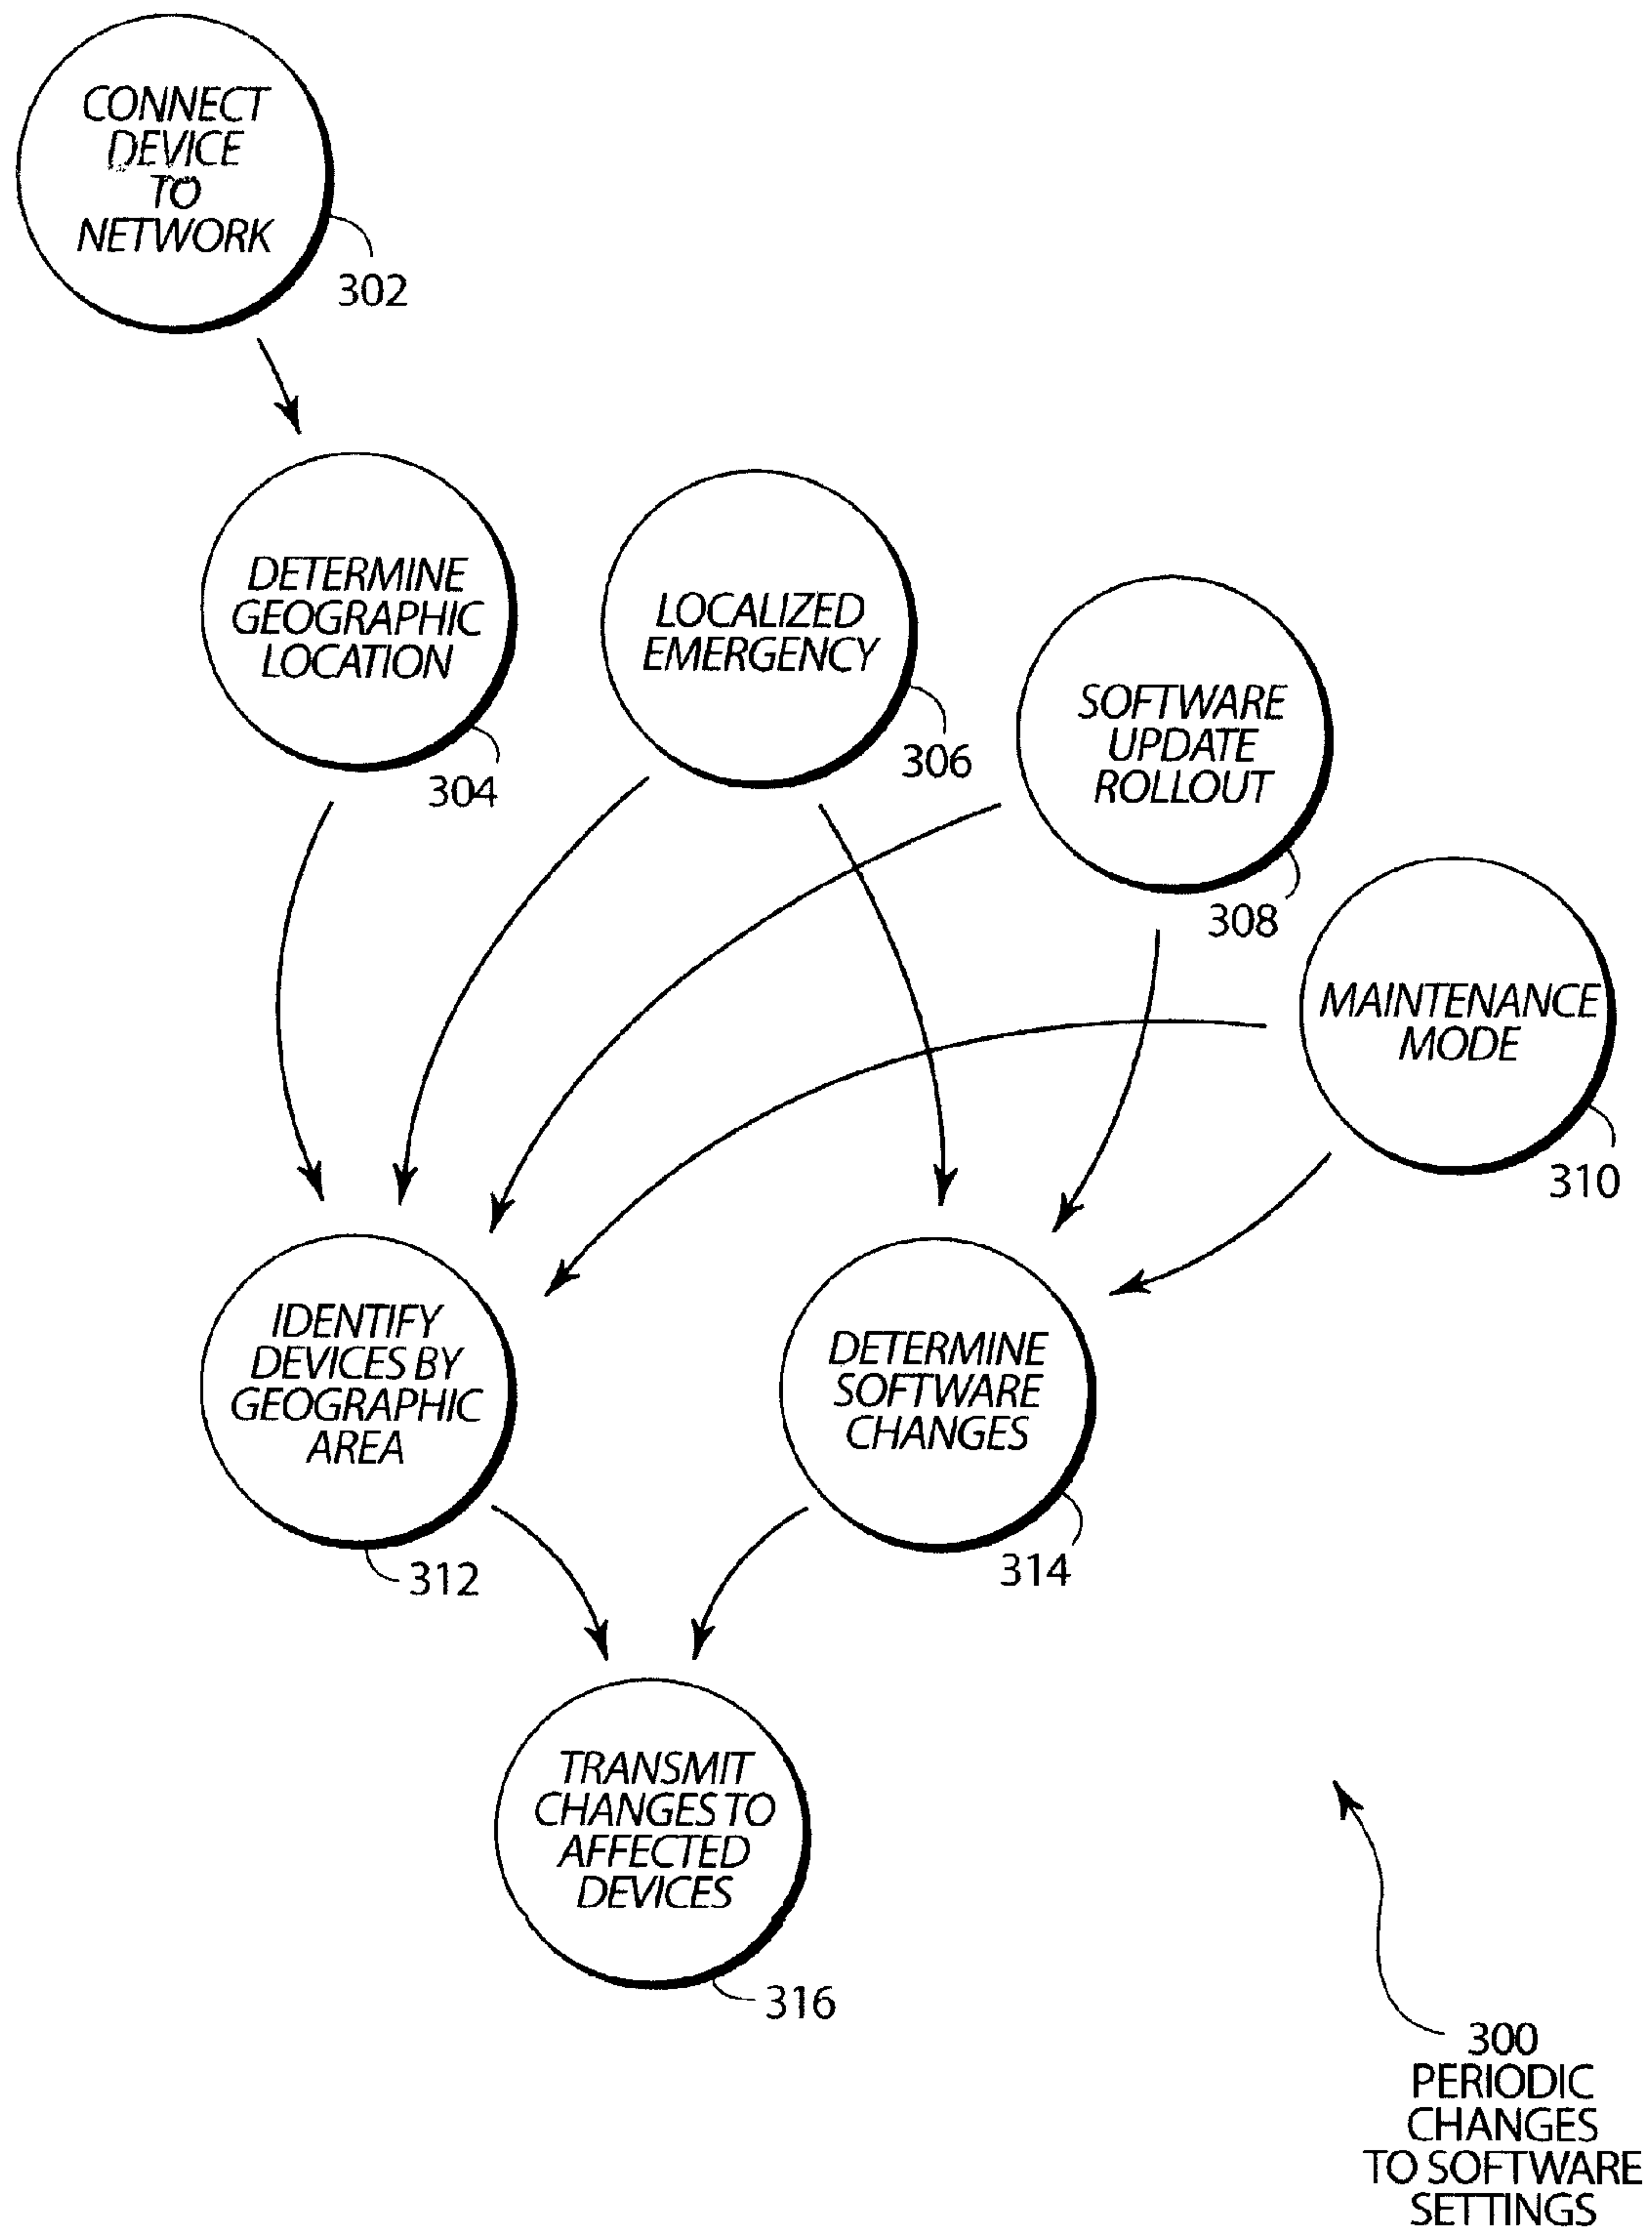 CONNECT
DEVICE
TO
NETWORK
302
DETERMINE
GEOGRAPHIC
LOCATION
304
LOCALIZED
EMERGENCY
306
SOFTWARE
UPDATE
ROLLOUT
308
MAINTENANCE
MODE
310
IDENTIFY
DEVICES BY
GEOGRAPHIC
AREA
312
DETERMINE
SOFTWARE
CHANGES
314
TRANSMIT
CHANGES TO
AFFECTED
DEVICES
316
300
PERIODIC
CHANGES
TO SOFTWARE
SETTINGS